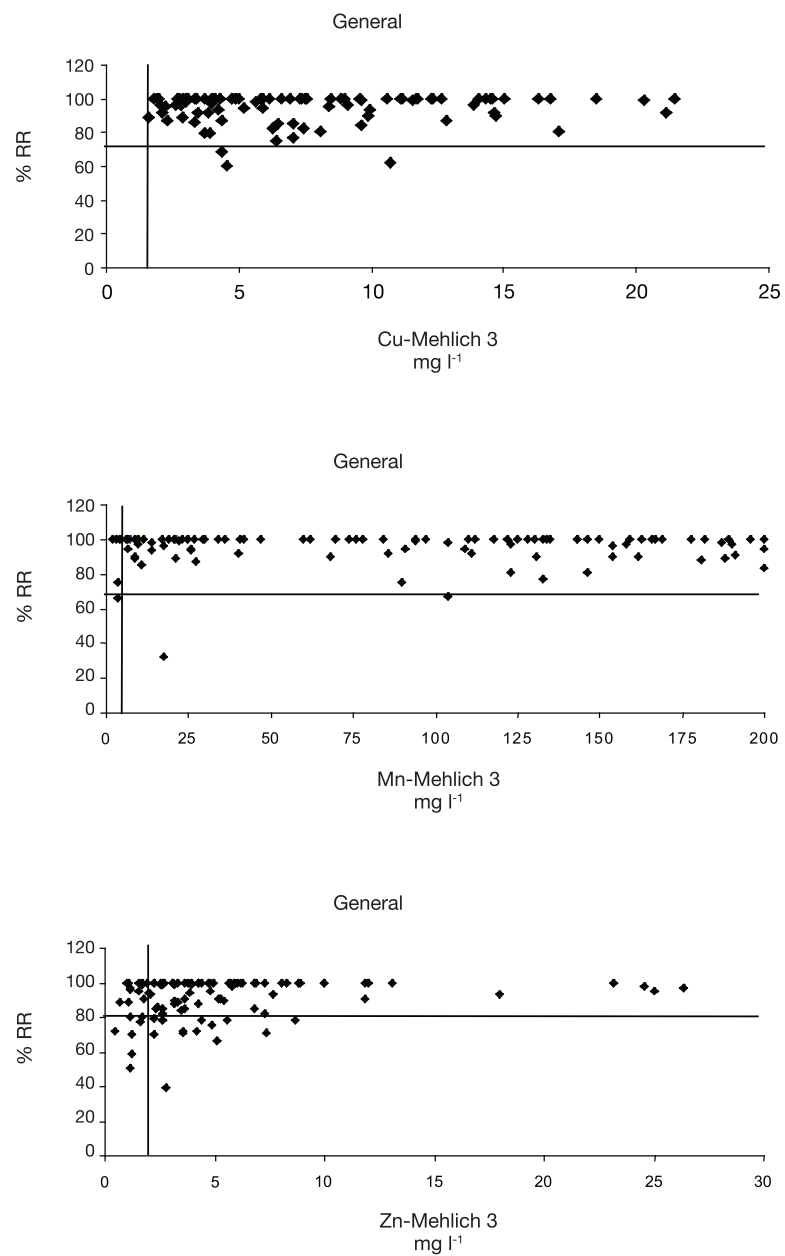 General
120
100
80
60
40
20
0
% RR
0 5 10 15 20 25
Cu-Mehlich 3
mg l-1
General
120
100
80
60
40
20
0
% RR
0 25 50 75 100 125 150 175 200
Mn-Mehlich 3
mg l-1
General
120
100
80
60
40
20
0
% RR
0 5 10 15 20 25 30
Zn-Mehlich 3
mg l-1